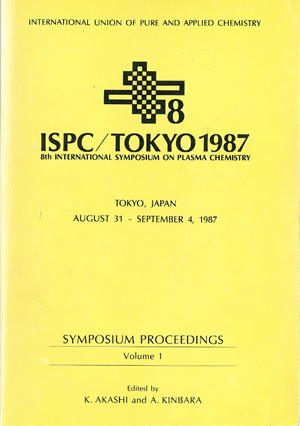 INTERNATIONAL UNION OF PURE AND APPLIED CHEMISTRY
8
ISPC/TOKYO 1987
8th INTERNATIONAL SYMPOSIUM ON PLASMA CHEMISTRY
TOKYO, JAPAN
AUGUST 31 - SEPTEMBER 4, 1987
SYMPOSIUM PROCEEDINGS
Volume 1
Edited by
K. AKASHI and A. KINBARA